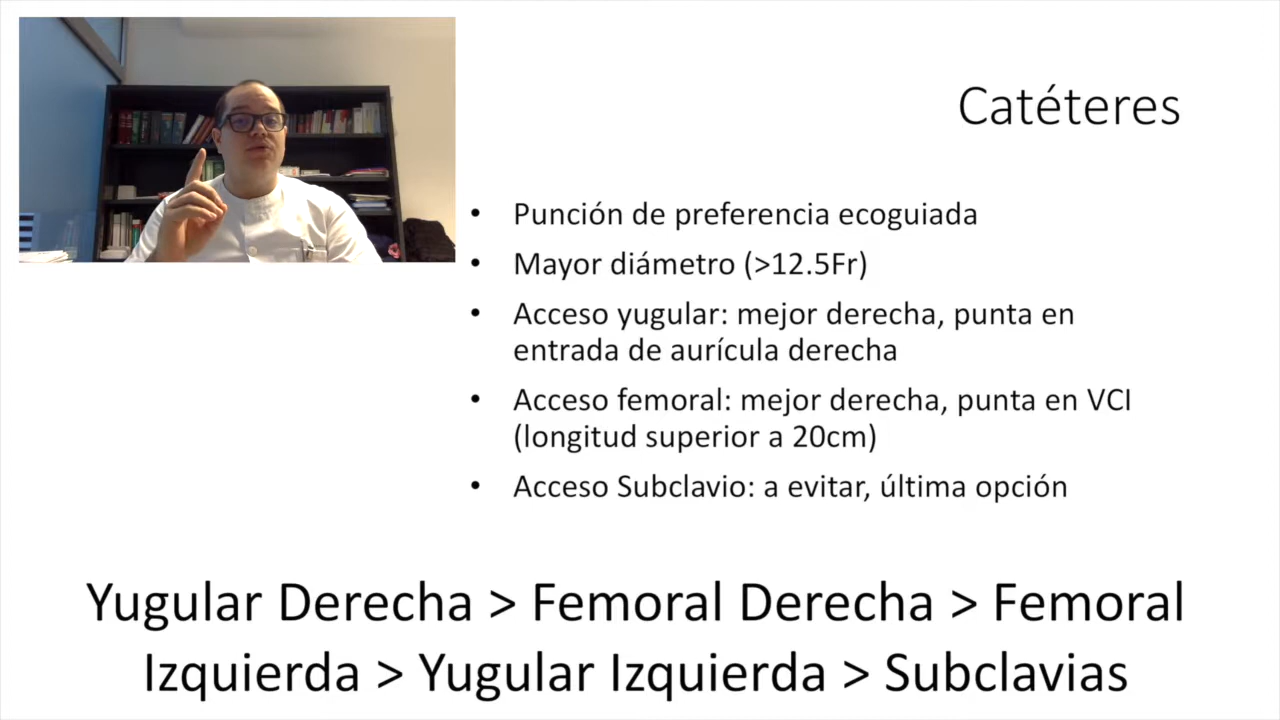 Catéteres
• Punción de preferencia ecoguiada
• Mayor diámetro (>12.5Fr)
• Acceso yugular: mejor derecha, punta en
entrada de aurícula derecha
• Acceso femoral: mejor derecha, punta en VCI
(longitud superior a 20cm)
• Acceso Subclavio: a evitar, última opción
Yugular Derecha > Femoral Derecha > Femoral
Izquierda > Yugular Izquierda > Subclavias